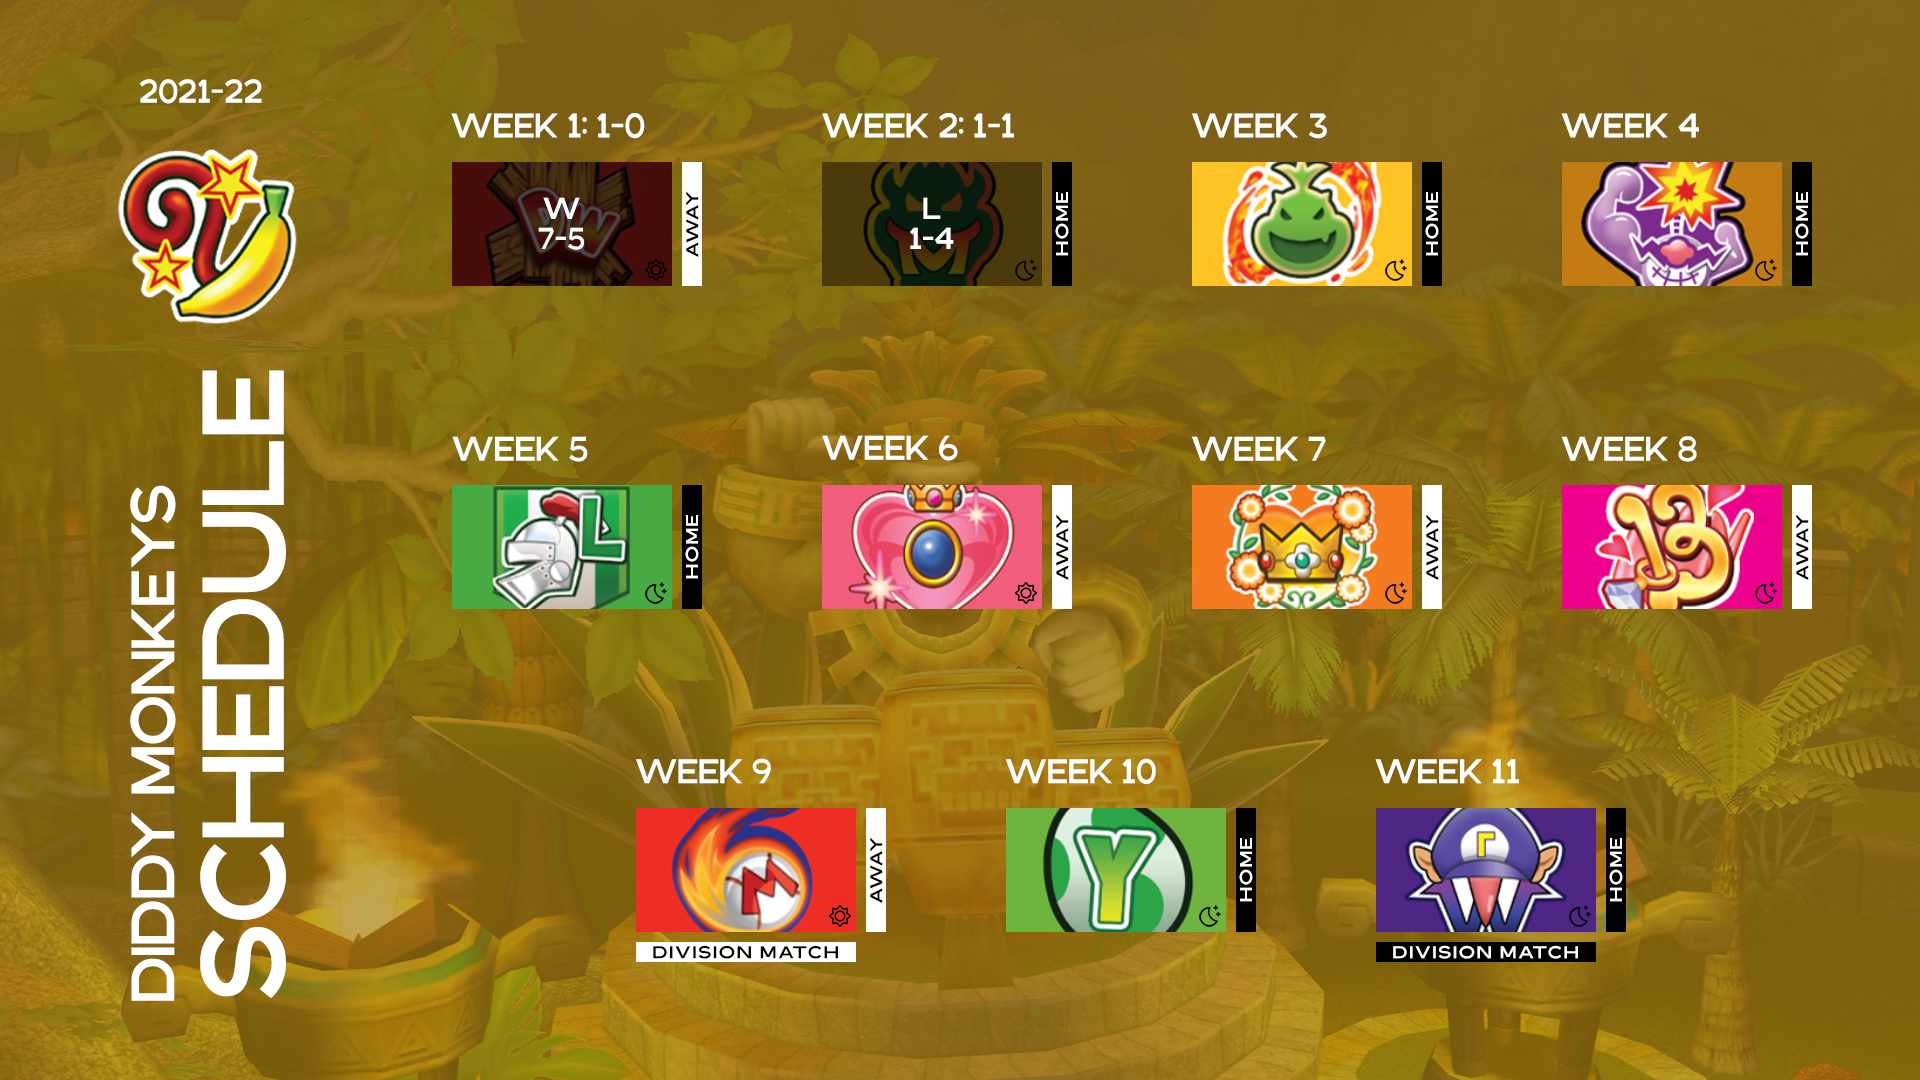 2021-22
DIDDY MONKEYS
SCHEDULE
WEEK 1: 1-0
W
7-5
AWAY
WEEK 2: 1-1
L
1-4
HOME
WEEK 3
HOME
WEEK 4
HOME
WEEK 5
L
HOME
WEEK 6
AWAY
WEEK 7
AWAY
WEEK 8
AWAY
WEEK 9
M
AWAY
DIVISION MATCH
WEEK 10
Y
HOME
WEEK 11
Γ
W
HOME
DIVISION MATCH